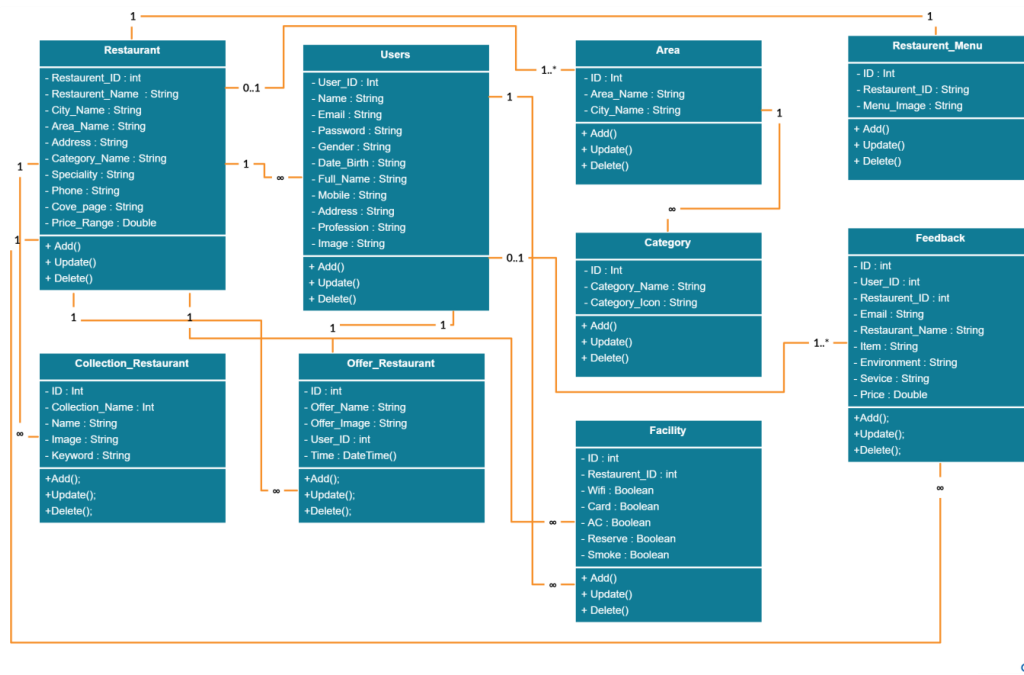 1
1
Restaurant
- Restaurent_ID : int
- Restaurent_Name : String
- City_Name : String
- Area_Name : String
- Address : String
- Category_Name : String
- Speciality : String
- Phone : String
- Cove_page : String
- Price_Range : Double
+ Add()
+ Update()
+ Delete()
0..1
1
∞
1
1
1
1
Users
- User_ID : Int
- Name : String
- Email : String
- Password : String
- Gender : String
- Date_Birth : String
- Full_Name : String
- Mobile : String
- Address : String
- Profession : String
- Image : String
+ Add()
+ Update()
+ Delete()
1
0..1
1
1
1..*
Area
- ID : Int
- Area_Name : String
- City_Name : String
+ Add()
+ Update()
+ Delete()
1
∞
Restaurent_Menu
- ID : Int
- Restaurent_ID : String
- Menu_Image : String
+ Add()
+ Update()
+ Delete()
Category
- ID : Int
- Category_Name : String
- Category_Icon : String
+ Add()
+ Update()
+ Delete()
1..*
Feedback
- ID : int
- User_ID : int
- Restaurent_ID : int
- Email : String
- Restaurant_Name : String
- Item : String
- Environment : String
- Sevice : String
- Price : Double
+Add();
+Update();
+Delete();
∞
Collection_Restaurant
- ID : Int
- Collection_Name : Int
- Name : String
- Image : String
- Keyword : String
+Add();
+Update();
+Delete();
∞
Offer_Restaurant
- ID : int
- Offer_Name : String
- Offer_Image : String
- User_ID : int
- Time : DateTime()
+Add();
+Update();
+Delete();
∞
Facility
- ID : int
- Restaurent_ID : int
- Wifi : Boolean
- Card : Boolean
- AC : Boolean
- Reserve : Boolean
- Smoke : Boolean
+ Add()
+ Update()
+ Delete()
∞
∞